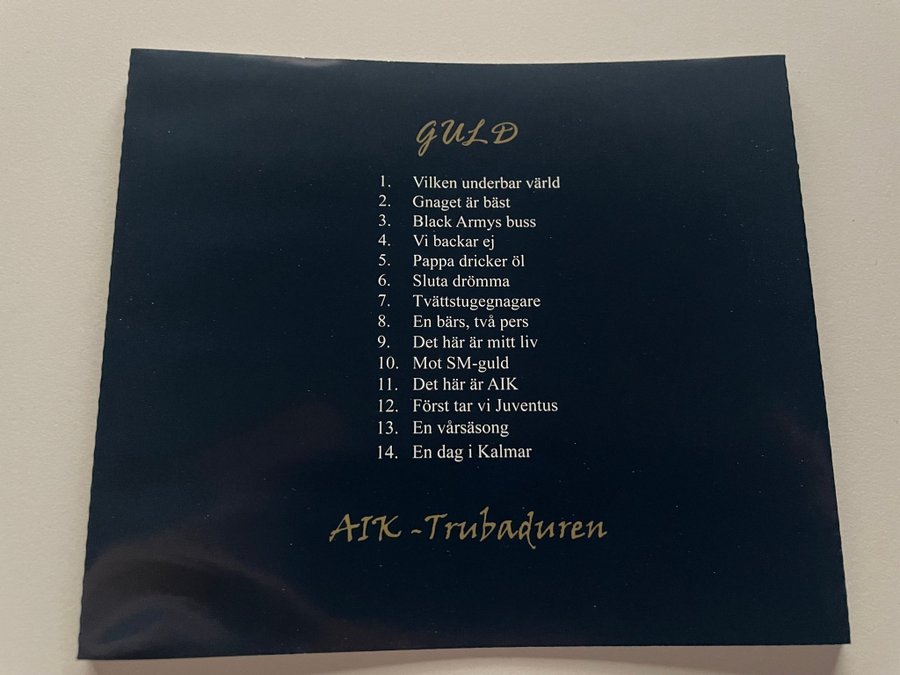 GULD
1. Vilken underbar värld
2. Gnaget är bäst
3. Black Armys buss
4. Vi backar ej
5. Pappa dricker öl
6. Sluta drömma
7. Tvättstugegnagare
8. En bärs, två pers
9. Det här är mitt liv
10. Mot SM-guld
11. Det här är AIK
12. Först tar vi Juventus
13. En vårsäsong
14. En dag i Kalmar
AIK -Trubaduren